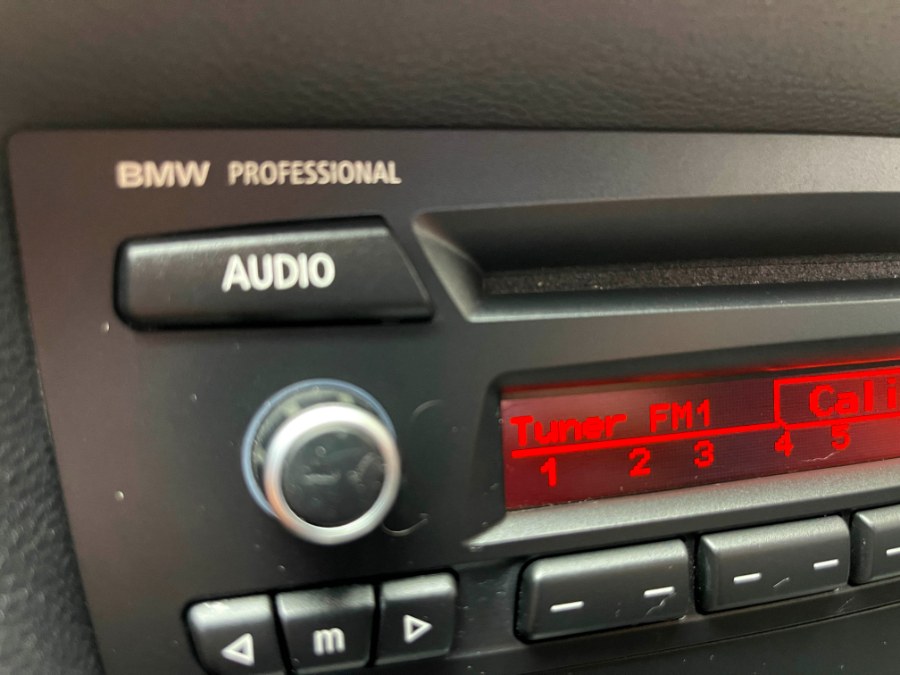 BMW PROFESSIONAL
AUDIO
Tuner FM1
1 2 3 4 5
m